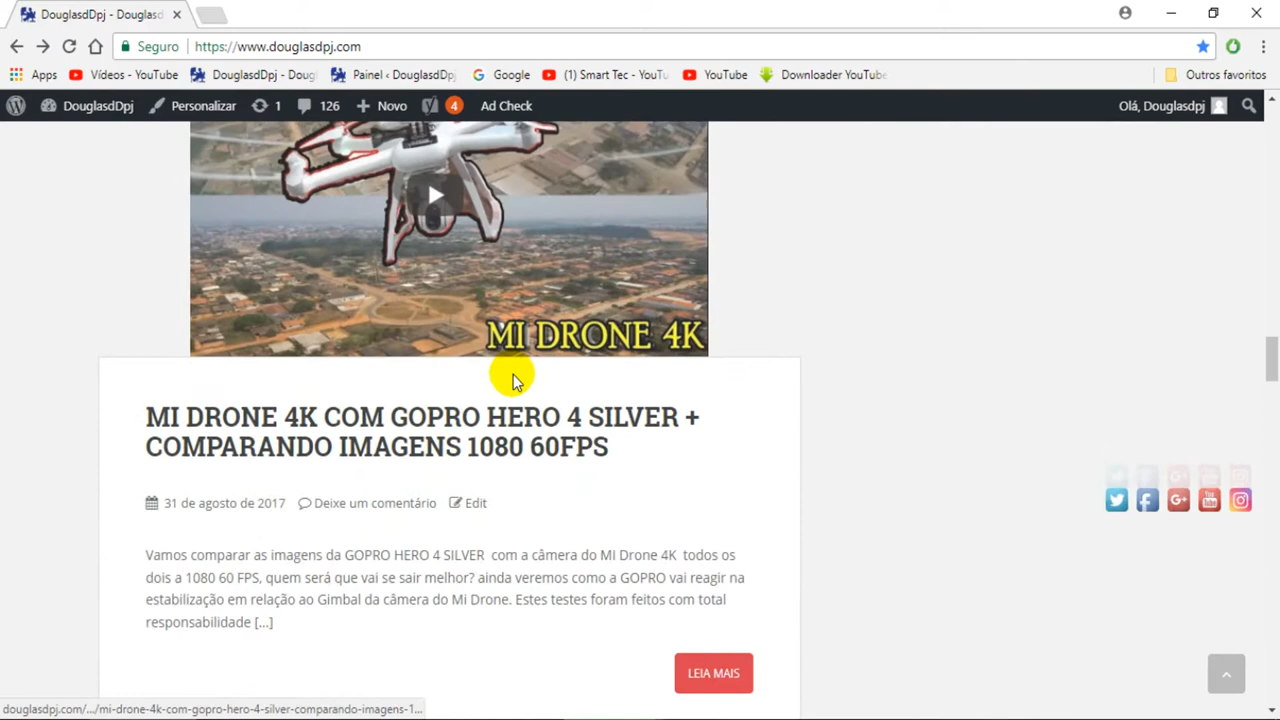 DouglasdDpj - Douglasd
Seguro https://www.douglasdpj.com
Apps Vídeos - YouTube DouglasdDpj - Doug Painel ‹ DouglasdDpj Google (1) Smart Tec - YouTu YouTube Downloader YouTube Outros favoritos
DouglasdDpj Personalizar 1 126 + Novo 4 Ad Check Olá, Douglasdpj
MI DRONE 4K
MI DRONE 4K COM GOPRO HERO 4 SILVER +
COMPARANDO IMAGENS 1080 60FPS
31 de agosto de 2017 Deixe um comentário Edit
Vamos comparar as imagens da GOPRO HERO 4 SILVER com a câmera do MI Drone 4K todos os
dois a 1080 60 FPS, quem será que vai se sair melhor? ainda veremos como a GOPRO vai reagir na
estabilização em relação ao Gimbal da câmera do Mi Drone. Estes testes foram feitos com total
responsabilidade [...]
LEIA MAIS
douglasdpj.com/.../mi-drone-4k-com-gopro-hero-4-silver-comparando-imagens-1...